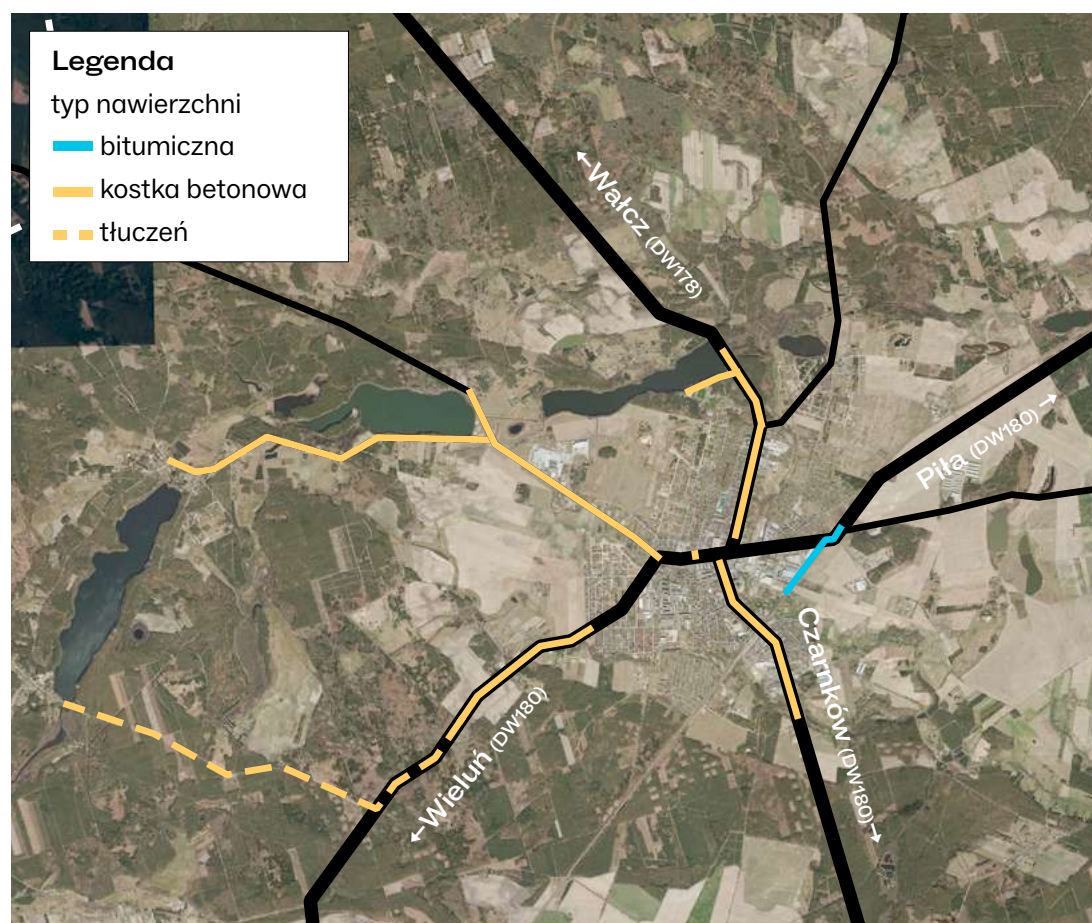 Legenda
typ nawierzchni
bitumiczna
kostka betonowa
tłuczeń
←Wałcz (DW178)
Piła (DW180) →
Czarnków (DW180)→
←Wieluń (DW180)